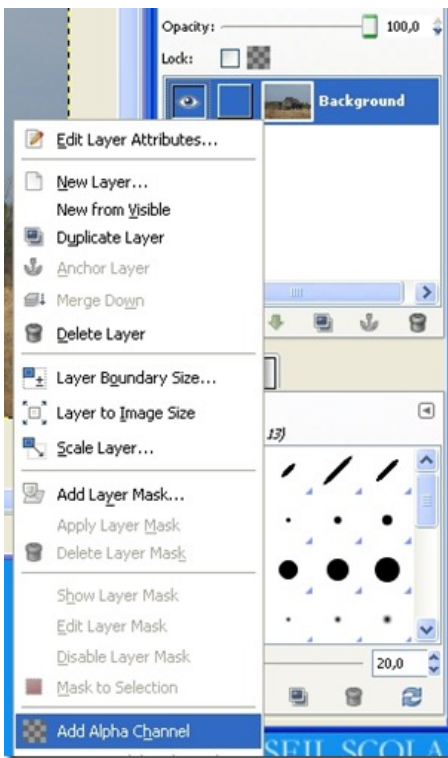 Opacity: 100,0
Lock:
Background
Edit Layer Attributes...
New Layer...
New from Visible
Duplicate Layer
Anchor Layer
Merge Down
Delete Layer
Layer Boundary Size...
Layer to Image Size
Scale Layer...
13)
Add Layer Mask...
Apply Layer Mask
Delete Layer Mask
Show Layer Mask
Edit Layer Mask
Disable Layer Mask
20,0
Mask to Selection
Add Alpha Channel
SEIL SCOLA